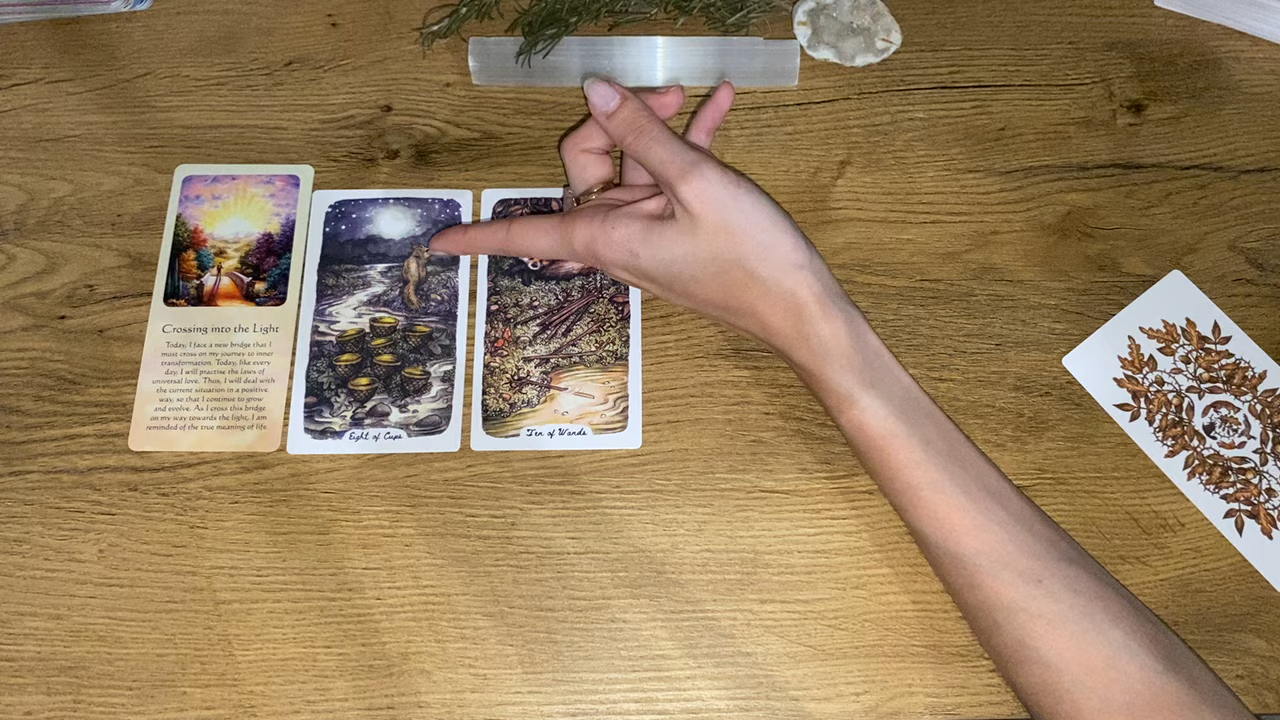 Crossing into the Light
Today, I face a new bridge that I
must cross on my journey to inner
transformation. Today, like every
day, I will practise the laws of
universal love. Thus, I will deal with
the current situation in a positive
way, so that I continue to grow
and evolve. As I cross this bridge
on my way towards the light, I am
reminded of the true meaning of life.
Eight of Cups
Ten of Wands